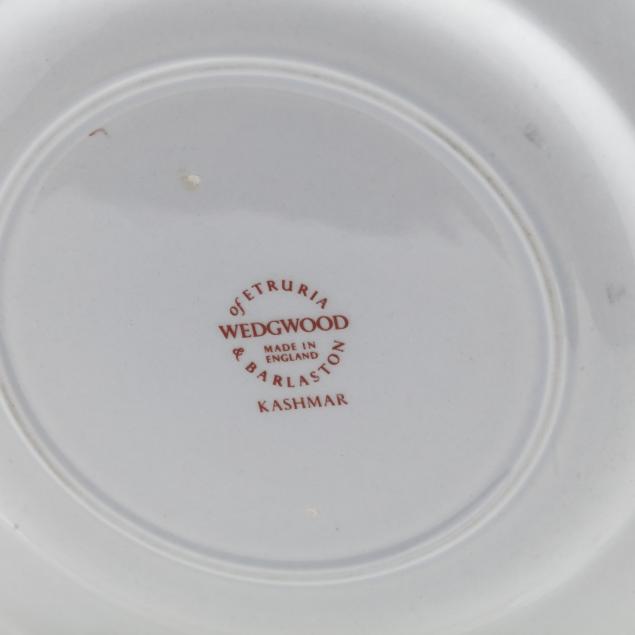 of ETRURIA
WEDGWOOD
MADE IN
ENGLAND
& BARLASTON
KASHMAR